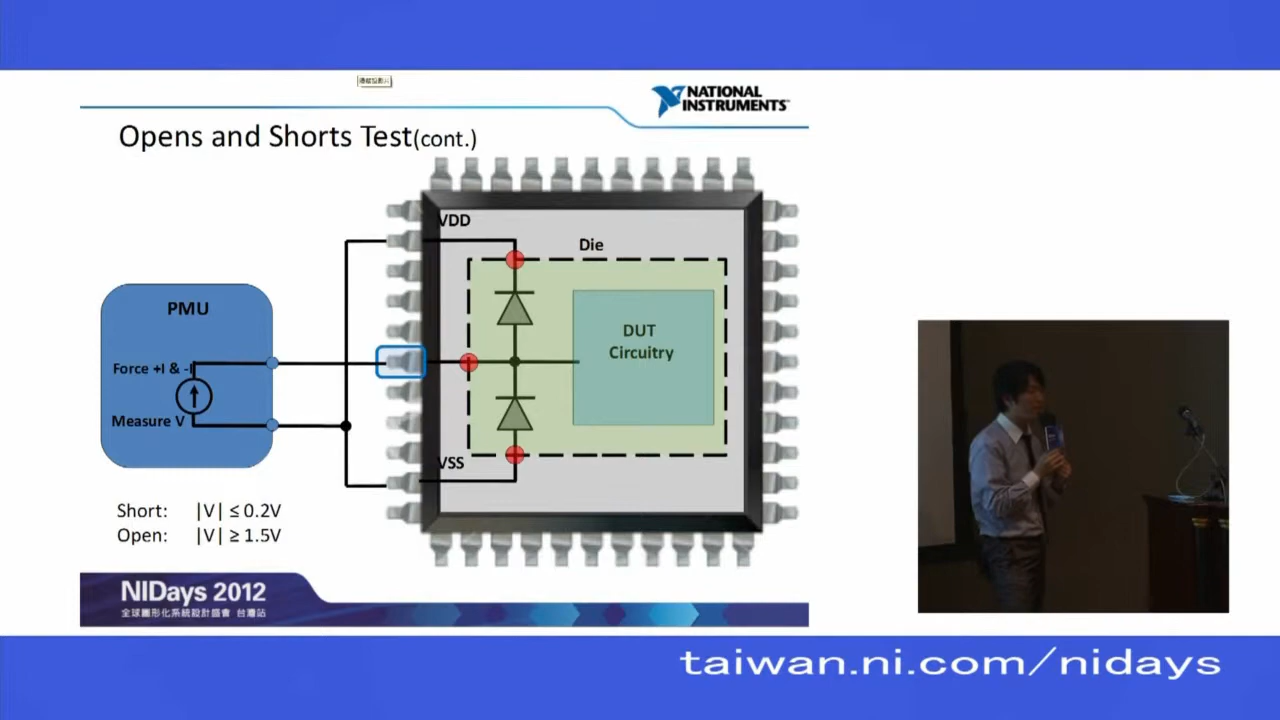 NATIONAL
INSTRUMENTS
Opens and Shorts Test(cont.)
VDD
Die
PMU
DUT
Circuitry
Force +I & -I
Measure V
VSS
Short: |V| ≤ 0.2V
Open: |V| ≥ 1.5V
NIDays 2012
全球圖形化系統設計盛會 台灣站
taiwan.ni.com/nidays